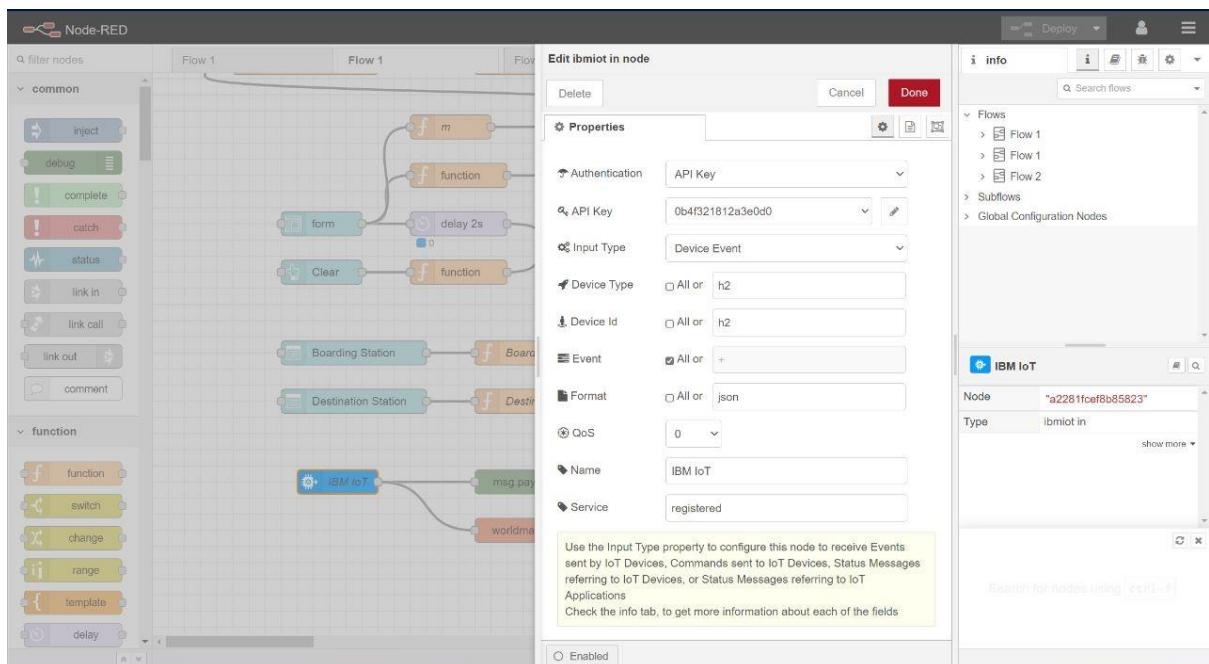 Node-RED
Deploy
filter nodes
Flow 1
Flow 1
Flow
common
inject
debug
complete
catch
status
link in
link call
link out
comment
function
function
switch
change
range
template
delay
m
function
form
delay 2s
0
Clear
function
Boarding Station
Board
Destination Station
Destin
IBM IoT
msg.pay
worldma
Edit ibmiot in node
Delete
Cancel
Done
Properties
Authentication
API Key
API Key
0b4f321812a3e0d0
Input Type
Device Event
Device Type
All or
h2
Device Id
All or
h2
Event
All or
+
Format
All or
json
QoS
0
Name
IBM IoT
Service
registered
Use the Input Type property to configure this node to receive Events
sent by IoT Devices, Commands sent to IoT Devices, Status Messages
referring to IoT Devices, or Status Messages referring to IoT
Applications
Check the info tab, to get more information about each of the fields
Enabled
i info
i
Search flows
Flows
Flow 1
Flow 1
Flow 2
Subflows
Global Configuration Nodes
IBM IoT
Node
"a2281fcef8b85823"
Type
ibmiot in
show more
Search for nodes using ctrl-f